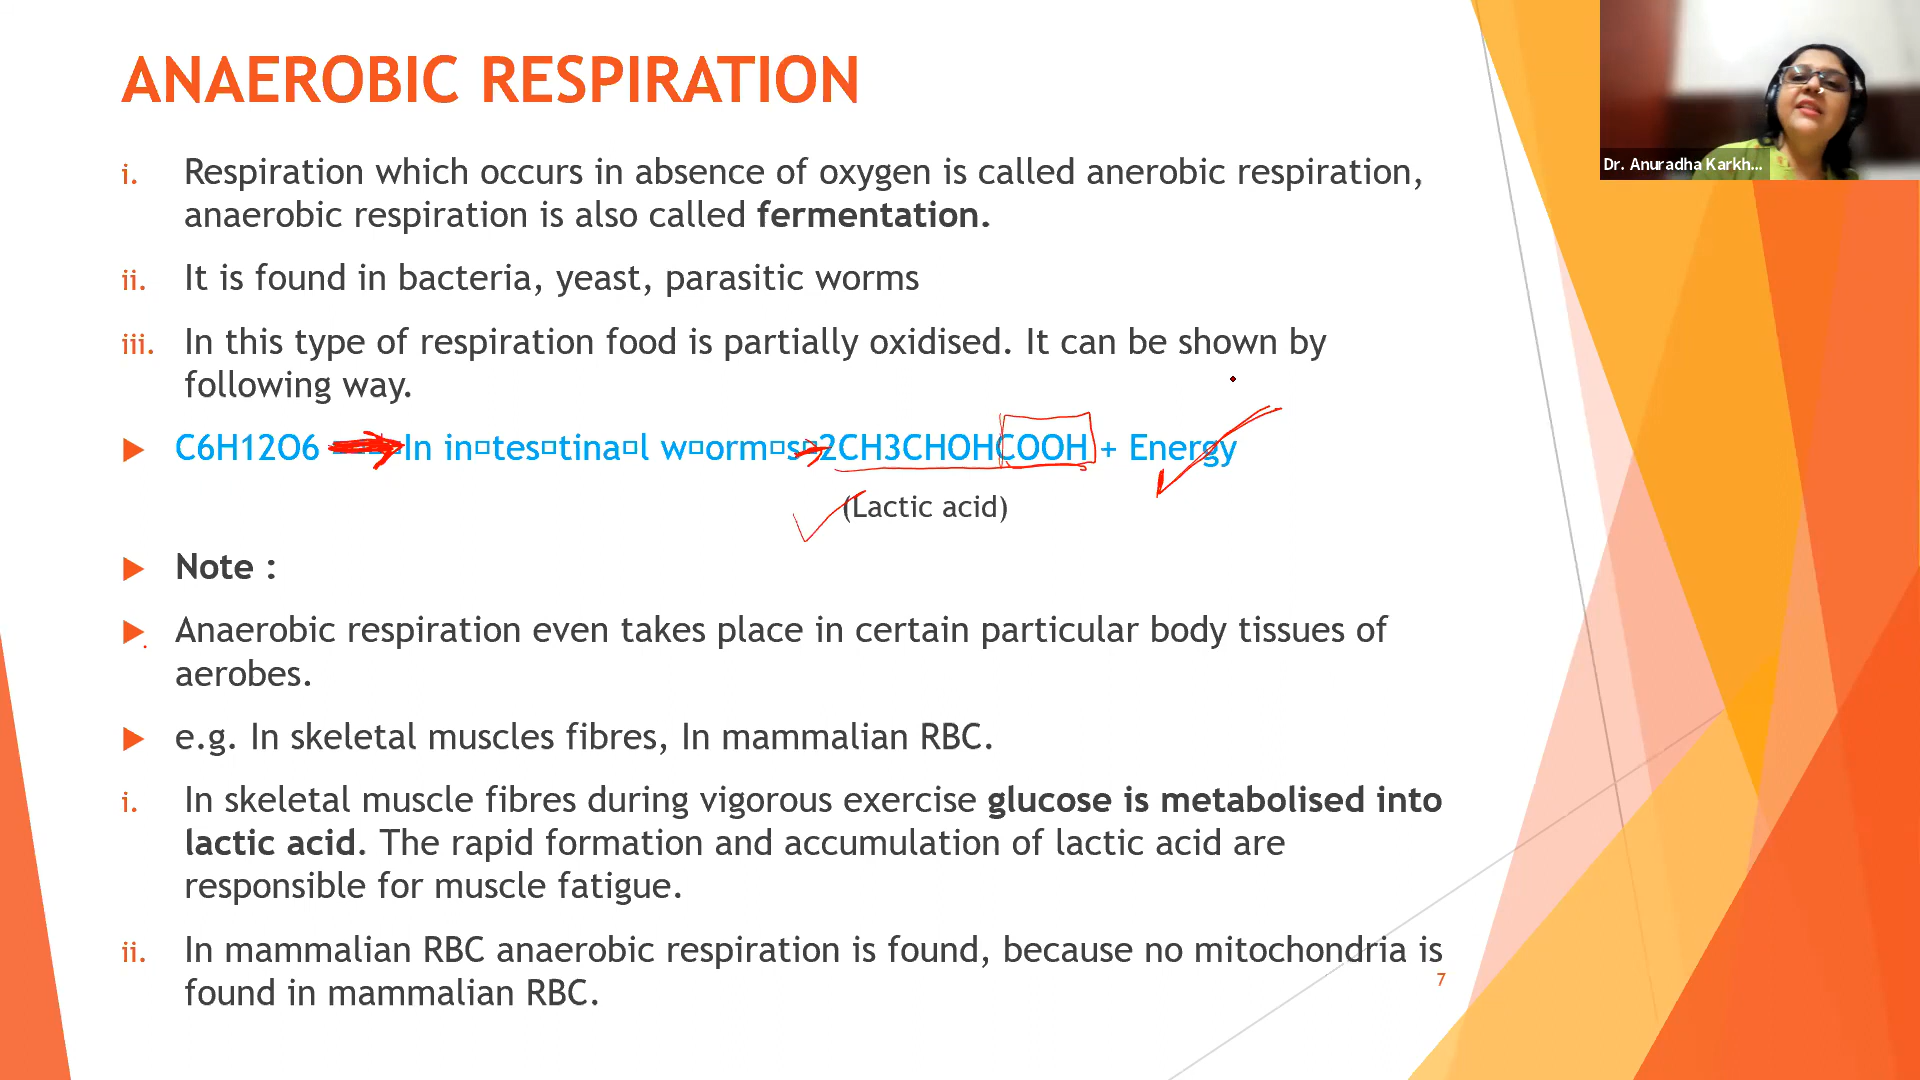 ANAEROBIC RESPIRATION
Dr. Anuradha Karkh...
i. Respiration which occurs in absence of oxygen is called anerobic respiration,
anaerobic respiration is also called fermentation.
ii. It is found in bacteria, yeast, parasitic worms
iii. In this type of respiration food is partially oxidised. It can be shown by
following way.
C6H12O6 In in▯tes▯tina▯l w▯orm▯s▯2CH3CHOHCOOH + Energy
(Lactic acid)
Note :
Anaerobic respiration even takes place in certain particular body tissues of
aerobes.
e.g. In skeletal muscles fibres, In mammalian RBC.
i. In skeletal muscle fibres during vigorous exercise glucose is metabolised into
lactic acid. The rapid formation and accumulation of lactic acid are
responsible for muscle fatigue.
ii. In mammalian RBC anaerobic respiration is found, because no mitochondria is
found in mammalian RBC.
7